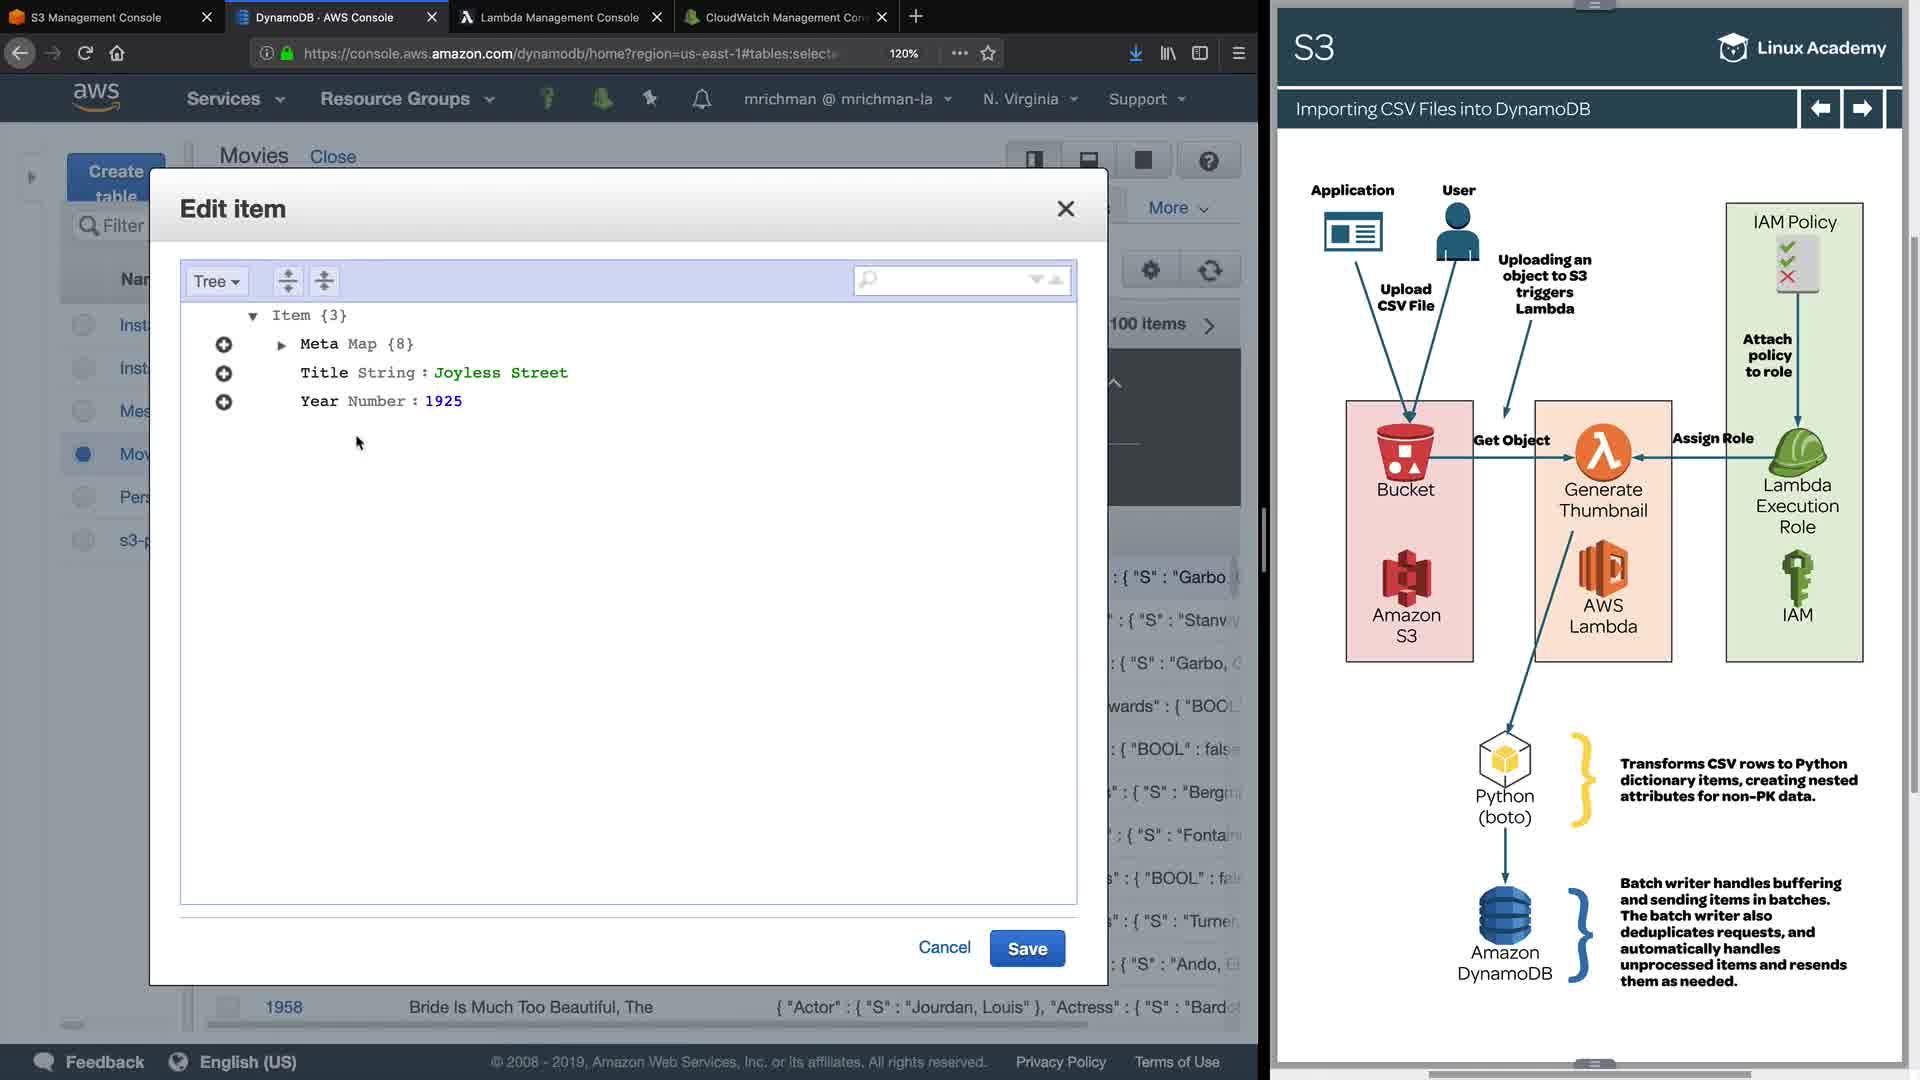 S3 Management Console
DynamoDB · AWS Console
Lambda Management Console
CloudWatch Management Con
https://console.aws.amazon.com/dynamodb/home?region=us-east-1#tables:selecte
120%
aws
Services
Resource Groups
mrichman @ mrichman-la
N. Virginia
Support
Create table
Movies
Close
More
Filter
Nar
100 items
Inst
Inst
Mes
Mov
Pers
s3-p
Edit item
Tree
Item {3}
Meta Map {8}
Title String : Joyless Street
Year Number : 1925
Cancel
Save
: { "S" : "Garbo,
" : { "S" : "Stanw
: { "S" : "Garbo, G
wards" : { "BOOL"
: { "BOOL" : false
s" : { "S" : "Bergm
" : { "S" : "Fontain
s" : { "BOOL" : fal
s" : { "S" : "Turner,
: { "S" : "Ando, Ei
1958
Bride Is Much Too Beautiful, The
{ "Actor" : { "S" : "Jourdan, Louis" }, "Actress" : { "S" : "Bardo
Feedback
English (US)
© 2008 - 2019, Amazon Web Services, Inc. or its affiliates. All rights reserved.
Privacy Policy
Terms of Use
S3
Linux Academy
Importing CSV Files into DynamoDB
Application
User
Upload
CSV File
Uploading an
object to S3
triggers
Lambda
IAM Policy
Attach
policy
to role
Get Object
Assign Role
Bucket
Generate
Thumbnail
Lambda
Execution
Role
Amazon
S3
AWS
Lambda
IAM
Python
(boto)
Transforms CSV rows to Python
dictionary items, creating nested
attributes for non-PK data.
Amazon
DynamoDB
Batch writer handles buffering
and sending items in batches.
The batch writer also
deduplicates requests, and
automatically handles
unprocessed items and resends
them as needed.